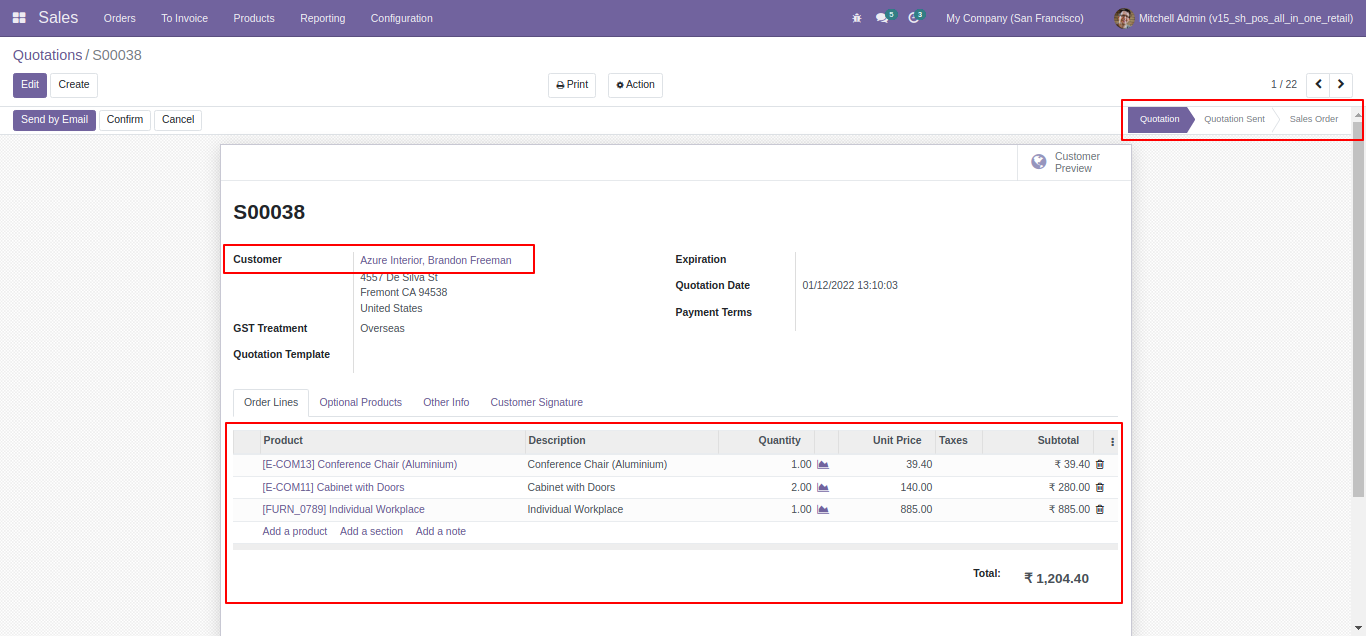 Sales Orders To Invoice Products Reporting Configuration 5 3 My Company (San Francisco) Mitchell Admin (v15_sh_pos_all_in_one_retail)
Quotations / S00038
Edit Create Print Action 1 / 22
Send by Email Confirm Cancel Quotation Quotation Sent Sales Order
Customer
Preview
S00038
Customer Azure Interior, Brandon Freeman Expiration
4557 De Silva St
Quotation Date 01/12/2022 13:10:03
Fremont CA 94538
United States Payment Terms
GST Treatment Overseas
Quotation Template
Order Lines Optional Products Other Info Customer Signature
Product Description Quantity Unit Price Taxes Subtotal
[E-COM13] Conference Chair (Aluminium) Conference Chair (Aluminium) 1.00 39.40 ₹ 39.40
[E-COM11] Cabinet with Doors Cabinet with Doors 2.00 140.00 ₹ 280.00
[FURN_0789] Individual Workplace Individual Workplace 1.00 885.00 ₹ 885.00
Add a product Add a section Add a note
Total: ₹ 1,204.40